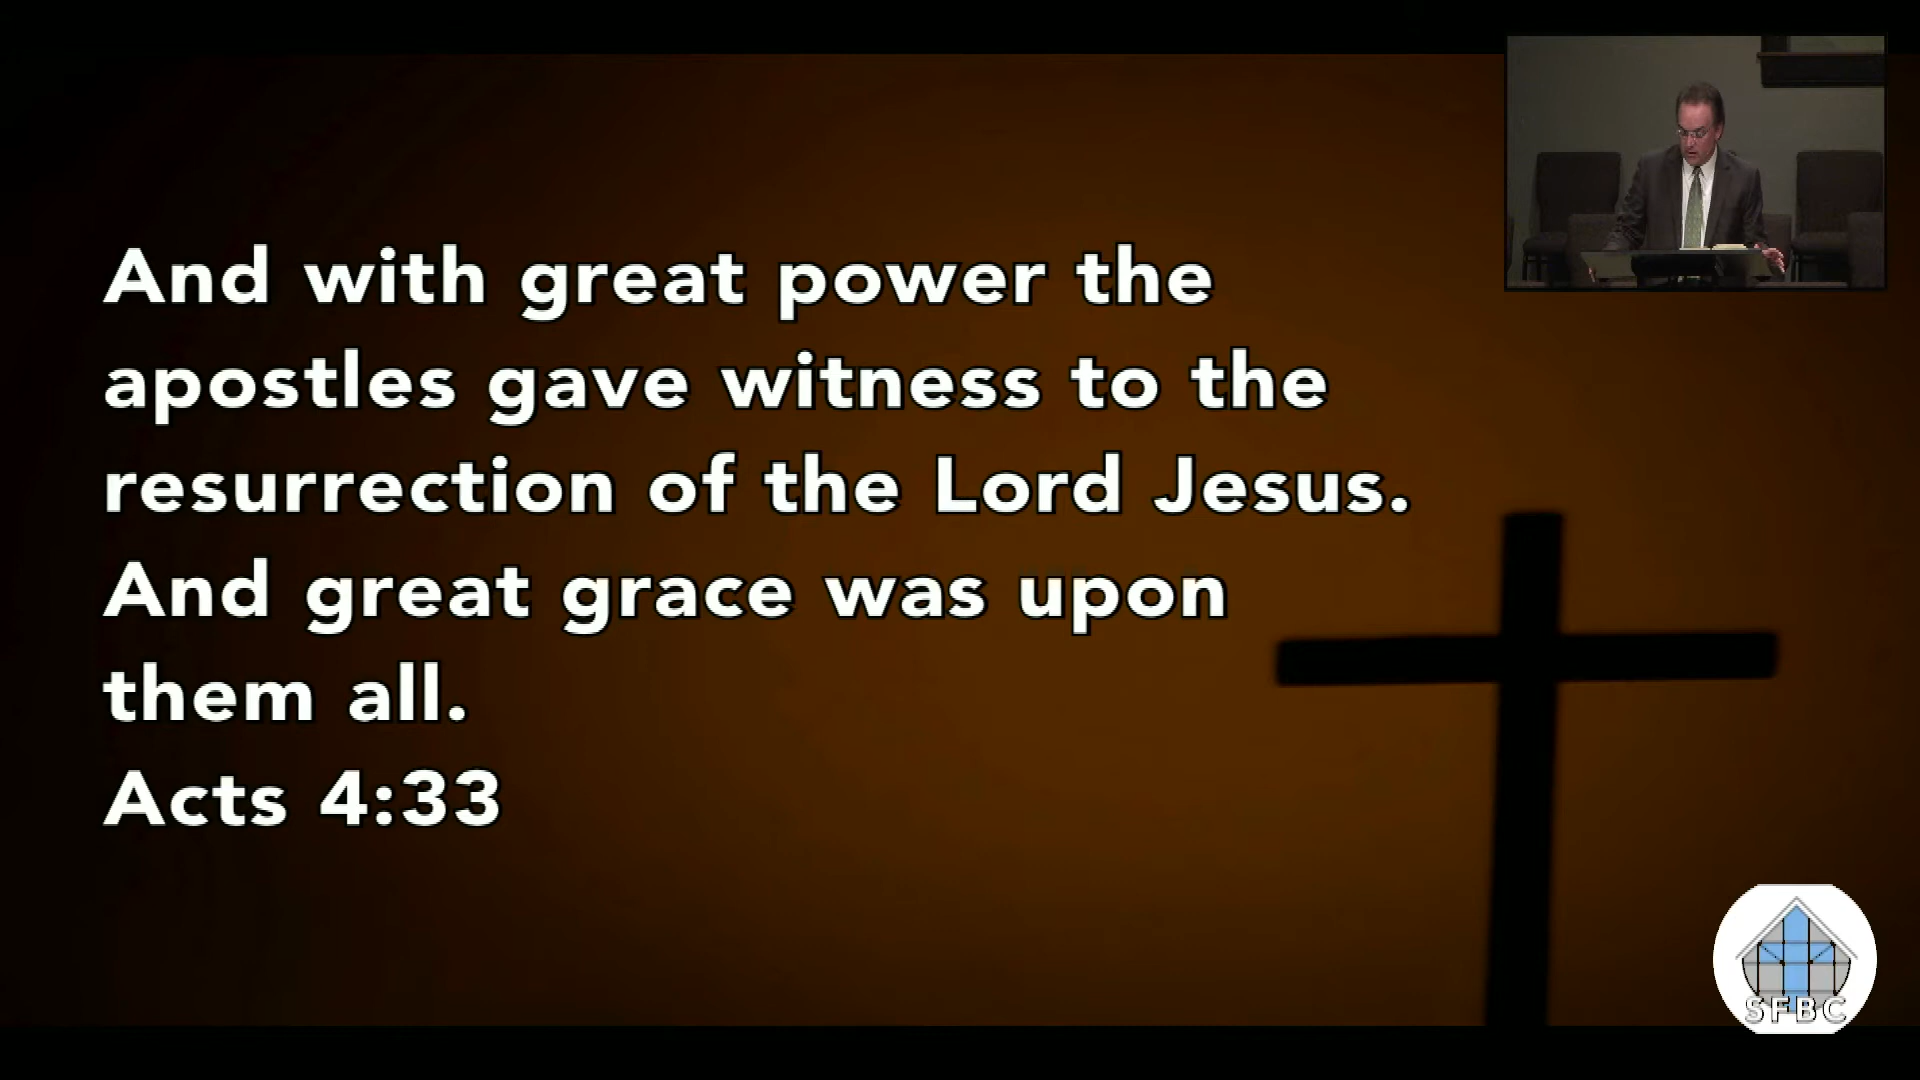 And with great power the
apostles gave witness to the
resurrection of the Lord Jesus.
And great grace was upon
them all.
Acts 4:33
SFBC